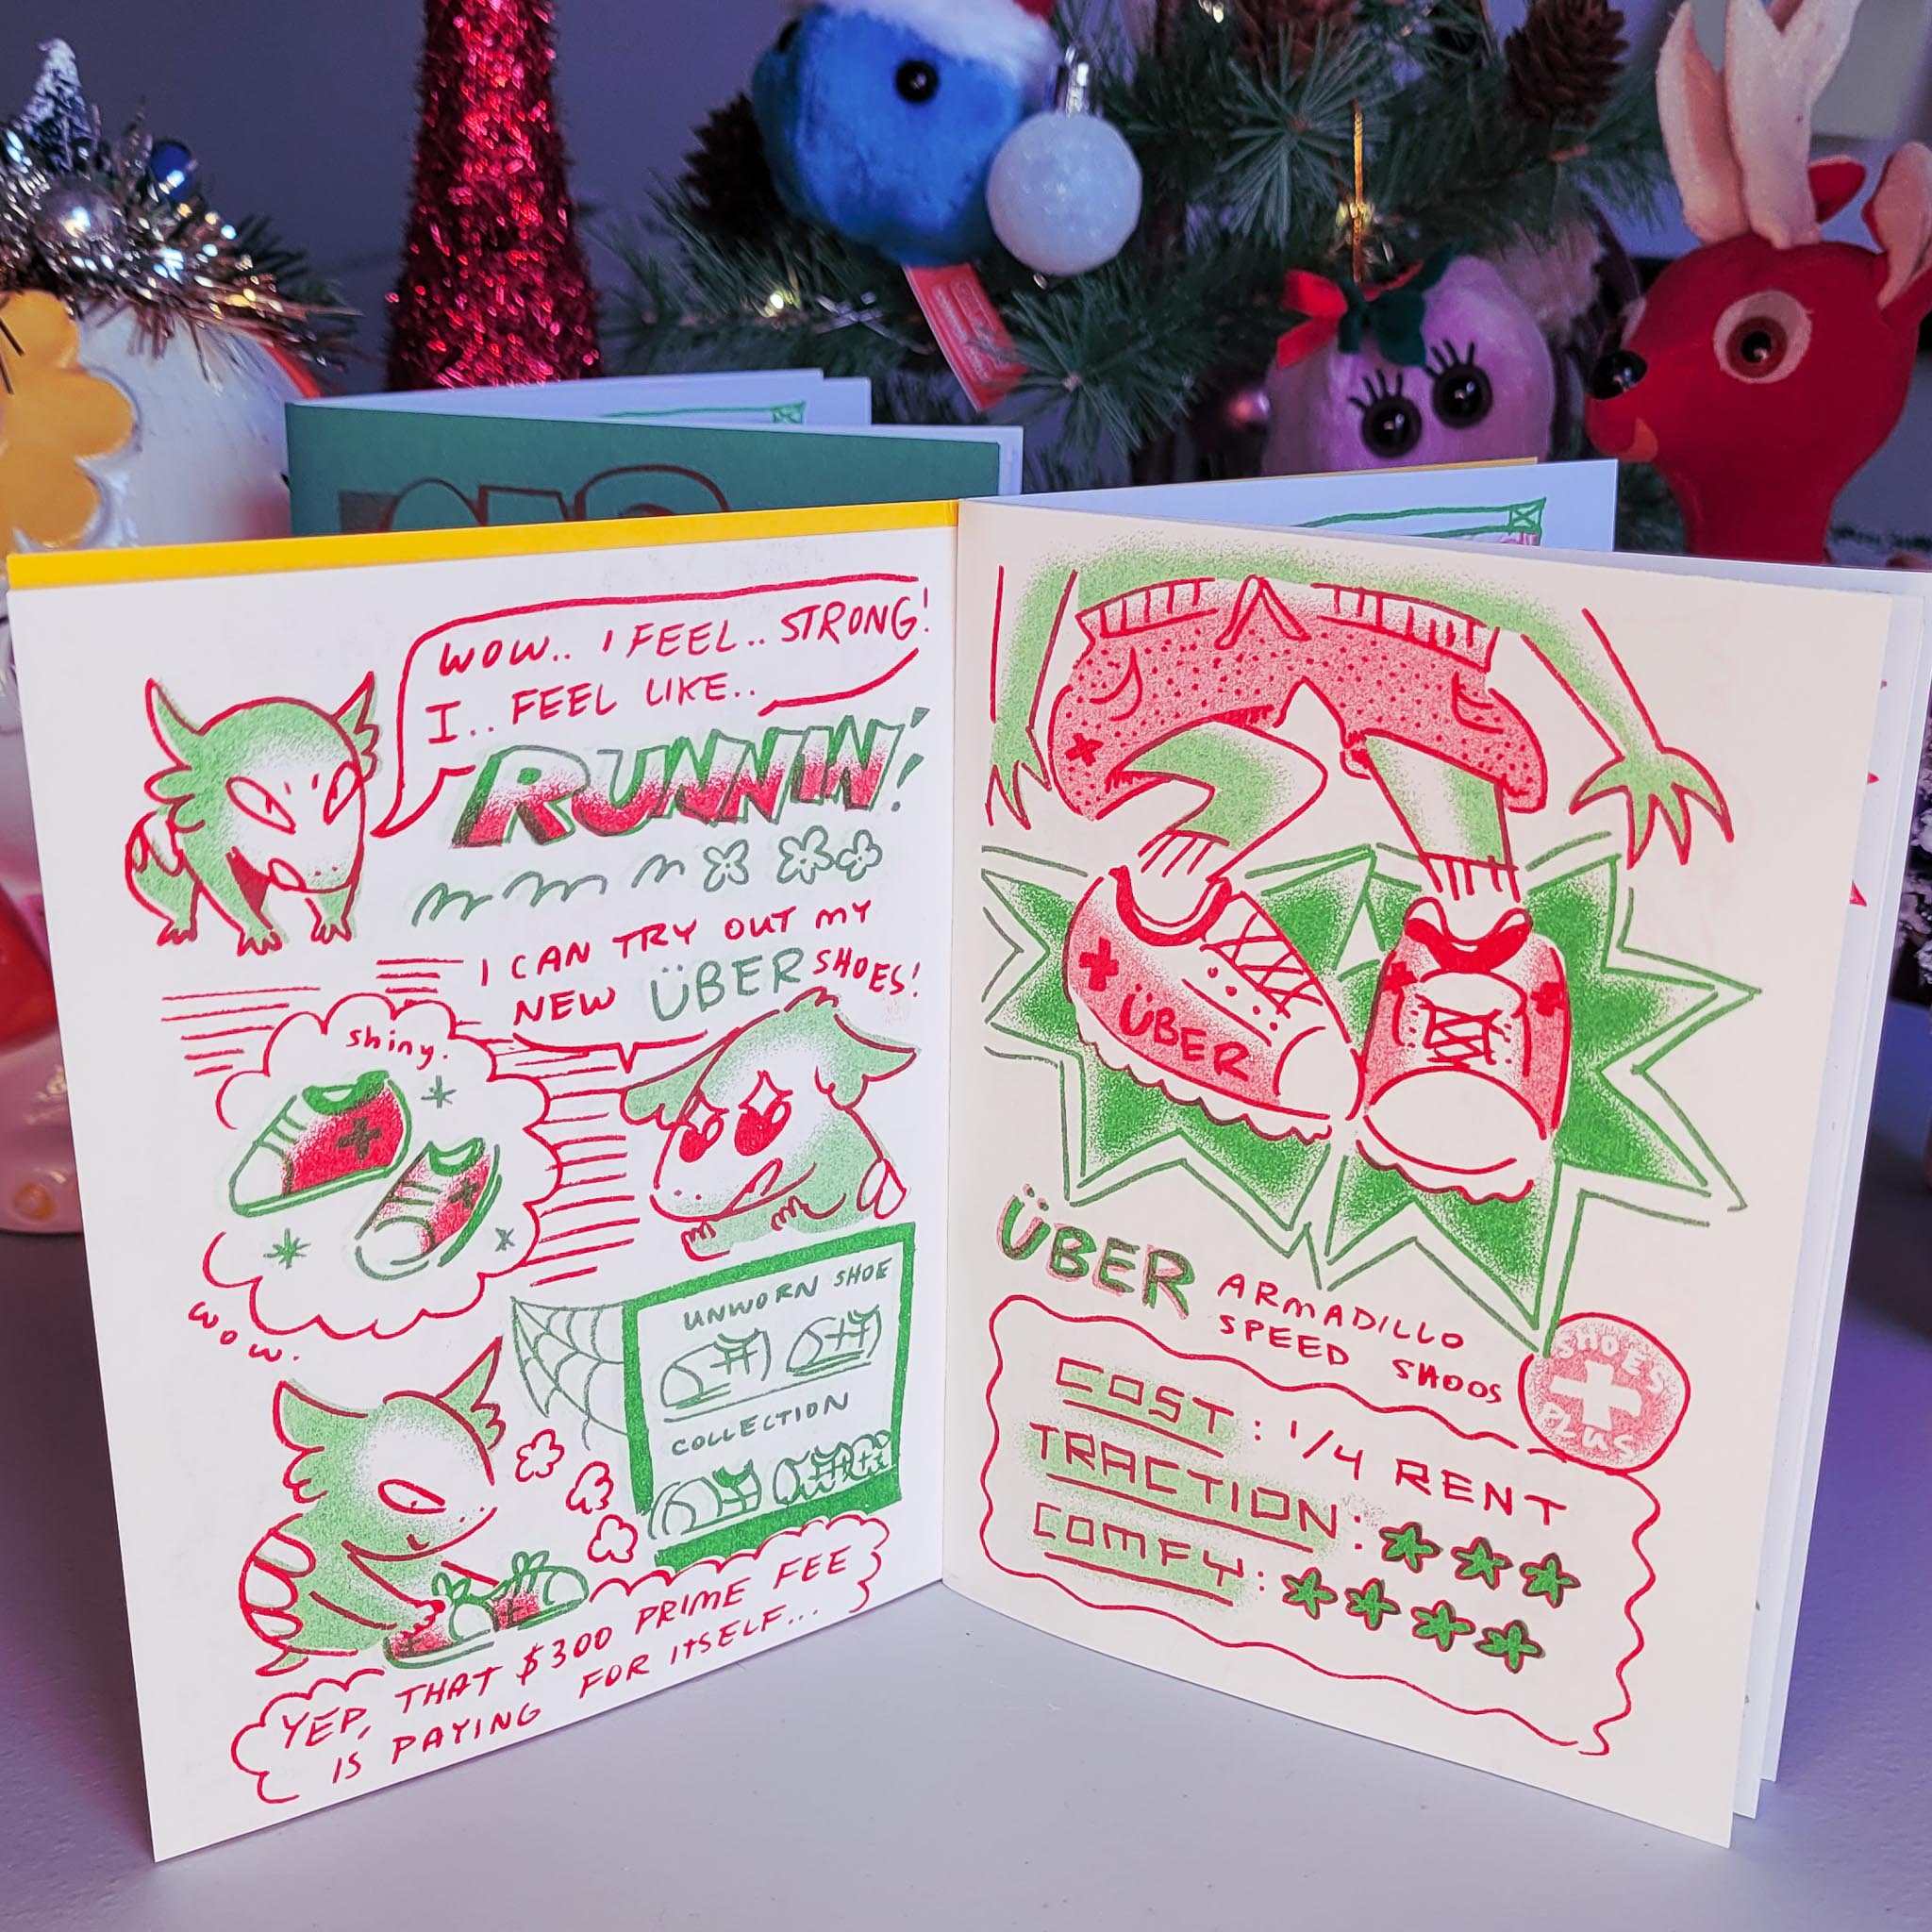 WOW.. I FEEL.. STRONG!
I.. FEEL LIKE..
RUNNIN'!
I CAN TRY OUT MY
NEW ÜBER SHOES!
shiny.
wow.
UNWORN SHOE
COLLECTION
YEP, THAT $300 PRIME FEE
IS PAYING FOR ITSELF...
ÜBER
ÜBER ARMADILLO
SPEED SHOOS
SHOES
PLUS
COST: 1/4 RENT
TRACTION:
COMFY: